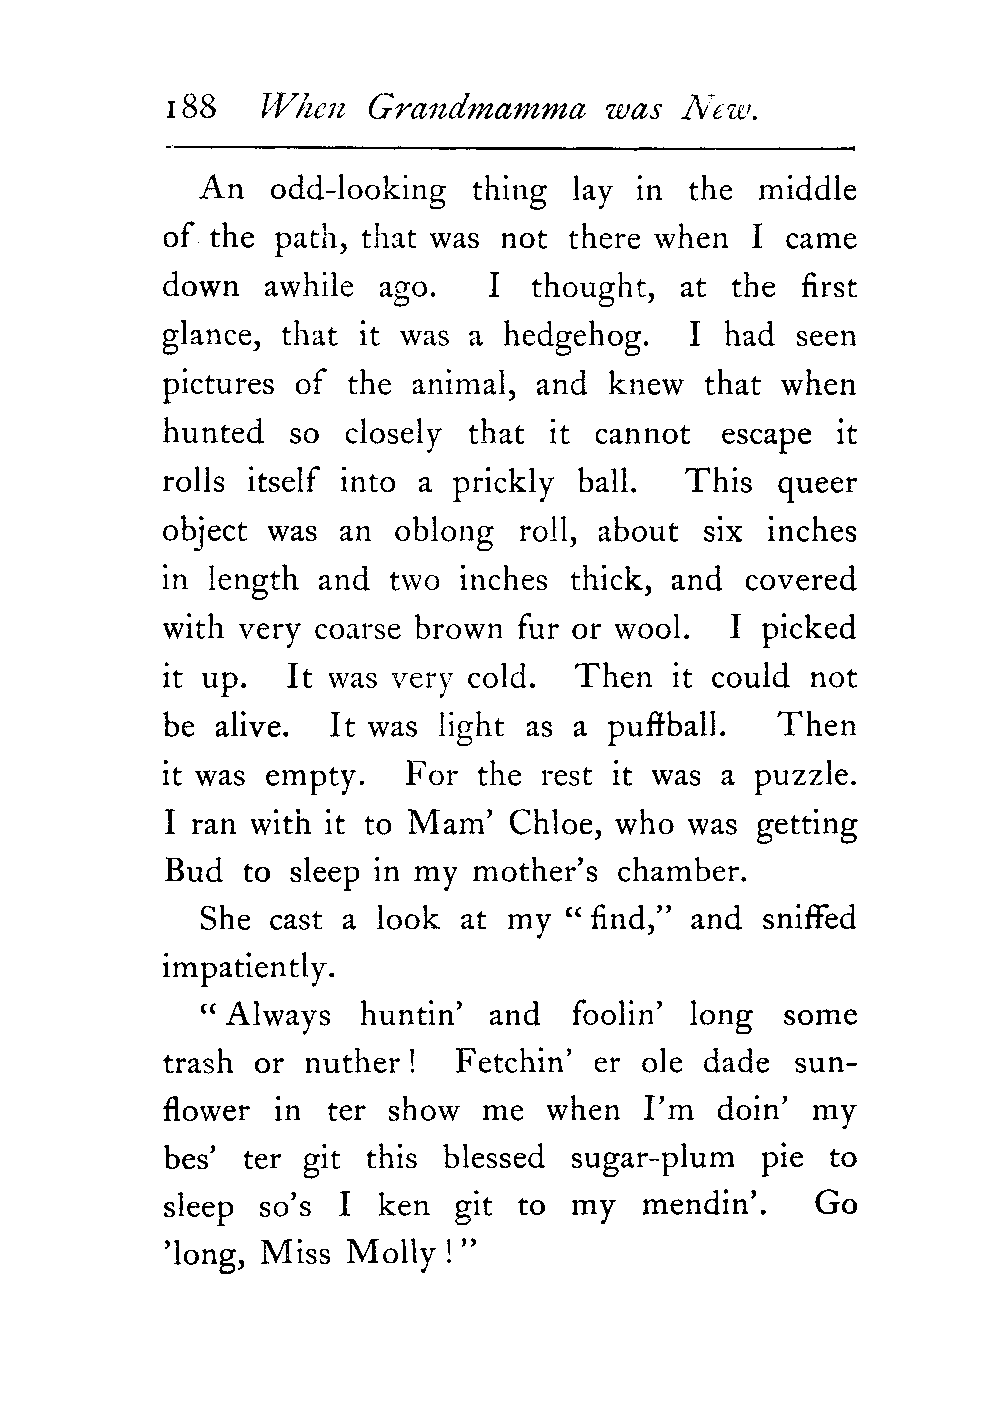 188 When Grandmamma was New.
An odd-looking thing lay in the middle
of the path, that was not there when I came
down awhile ago. I thought, at the first
glance, that it was a hedgehog. I had seen
pictures of the animal, and knew that when
hunted so closely that it cannot escape it
rolls itself into a prickly ball. This queer
object was an oblong roll, about six inches
in length and two inches thick, and covered
with very coarse brown fur or wool. I picked
it up. It was very cold. Then it could not
be alive. It was light as a puffball. Then
it was empty. For the rest it was a puzzle.
I ran with it to Mam' Chloe, who was getting
Bud to sleep in my mother's chamber.
She cast a look at my “find,” and sniffed
impatiently.
“Always huntin' and foolin' long some
trash or nuther! Fetchin' er ole dade sun-
flower in ter show me when I'm doin' my
bes' ter git this blessed sugar-plum pie to
sleep so's I ken git to my mendin'. Go
'long, Miss Molly!”